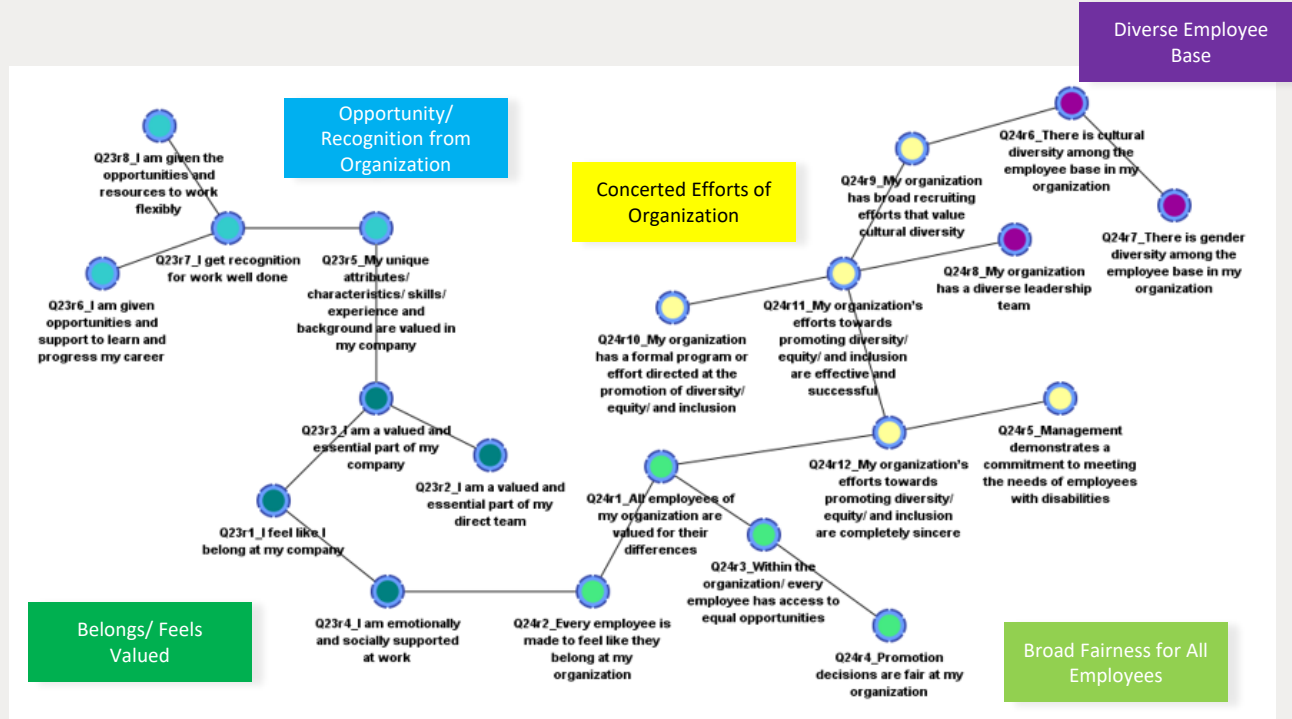 Diverse Employee
Base
Opportunity/
Recognition from
Organization
Concerted Efforts of
Organization
Q23r8_I am given the
opportunities and
resources to work
flexibly
Q24r6_There is cultural
diversity among the
employee base in my
organization
Q24r9_My organization
has broad recruiting
efforts that value
cultural diversity
Q24r7_There is gender
diversity among the
employee base in my
organization
Q23r7_I get recognition
for work well done
Q23r5_My unique
attributes/
characteristics/ skills/
experience and
background are valued in
my company
Q24r8_My organization
has a diverse leadership
team
Q23r6_I am given
opportunities and
support to learn and
progress my career
Q24r11_My organization's
efforts towards
promoting diversity/
equity/ and inclusion
are effective and
successful
Q24r10_My organization
has a formal program or
effort directed at the
promotion of diversity/
equity/ and inclusion
Q23r3_I am a valued and
essential part of my
company
Q24r5_Management
demonstrates a
commitment to meeting
the needs of employees
with disabilities
Q24r12_My organization's
efforts towards
promoting diversity/
equity/ and inclusion
are completely sincere
Q23r2_I am a valued and
essential part of my
direct team
Q24r1_All employees of
my organization are
valued for their
differences
Q23r1_I feel like I
belong at my company
Q24r3_Within the
organization/ every
employee has access to
equal opportunities
Q23r4_I am emotionally
and socially supported
at work
Q24r2_Every employee is
made to feel like they
belong at my
organization
Q24r4_Promotion
decisions are fair at my
organization
Belongs/ Feels
Valued
Broad Fairness for All
Employees